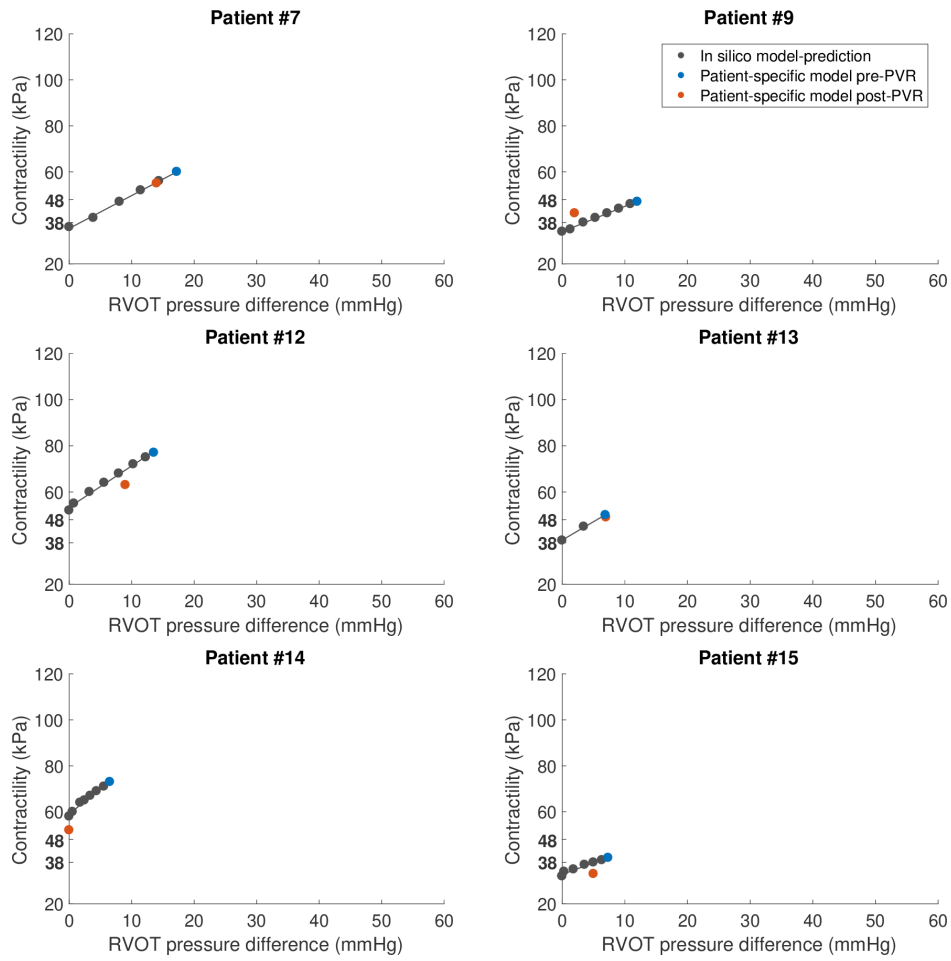 Patient #7
120
100
80
60
48
38
20
Contractility (kPa)
0 10 20 30 40 50 60
RVOT pressure difference (mmHg)
Patient #9
In silico model-prediction
Patient-specific model pre-PVR
Patient-specific model post-PVR
120
100
80
60
48
38
20
Contractility (kPa)
0 10 20 30 40 50 60
RVOT pressure difference (mmHg)
Patient #12
120
100
80
60
48
38
20
Contractility (kPa)
0 10 20 30 40 50 60
RVOT pressure difference (mmHg)
Patient #13
120
100
80
60
48
38
20
Contractility (kPa)
0 10 20 30 40 50 60
RVOT pressure difference (mmHg)
Patient #14
120
100
80
60
48
38
20
Contractility (kPa)
0 10 20 30 40 50 60
RVOT pressure difference (mmHg)
Patient #15
120
100
80
60
48
38
20
Contractility (kPa)
0 10 20 30 40 50 60
RVOT pressure difference (mmHg)